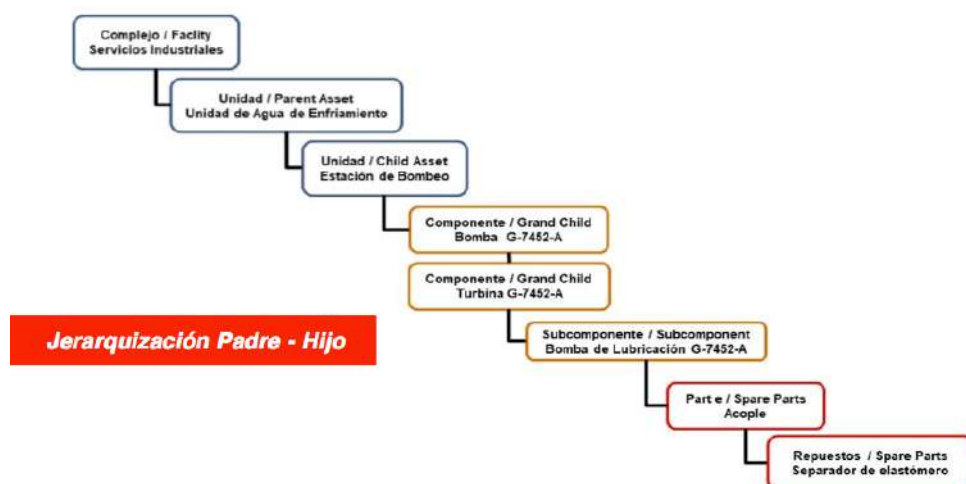 Complejo / Faclity
Servicios Industriales
Unidad / Parent Asset
Unidad de Agua de Enfriamiento
Unidad / Child Asset
Estación de Bombeo
Componente / Grand Child
Bomba G-7452-A
Componente / Grand Child
Turbina G-7452-A
Jerarquización Padre - Hijo
Subcomponente / Subcomponent
Bomba de Lubricación G-7452-A
Part e / Spare Parts
Acople
Repuestos / Spare Parts
Separador de elastómero